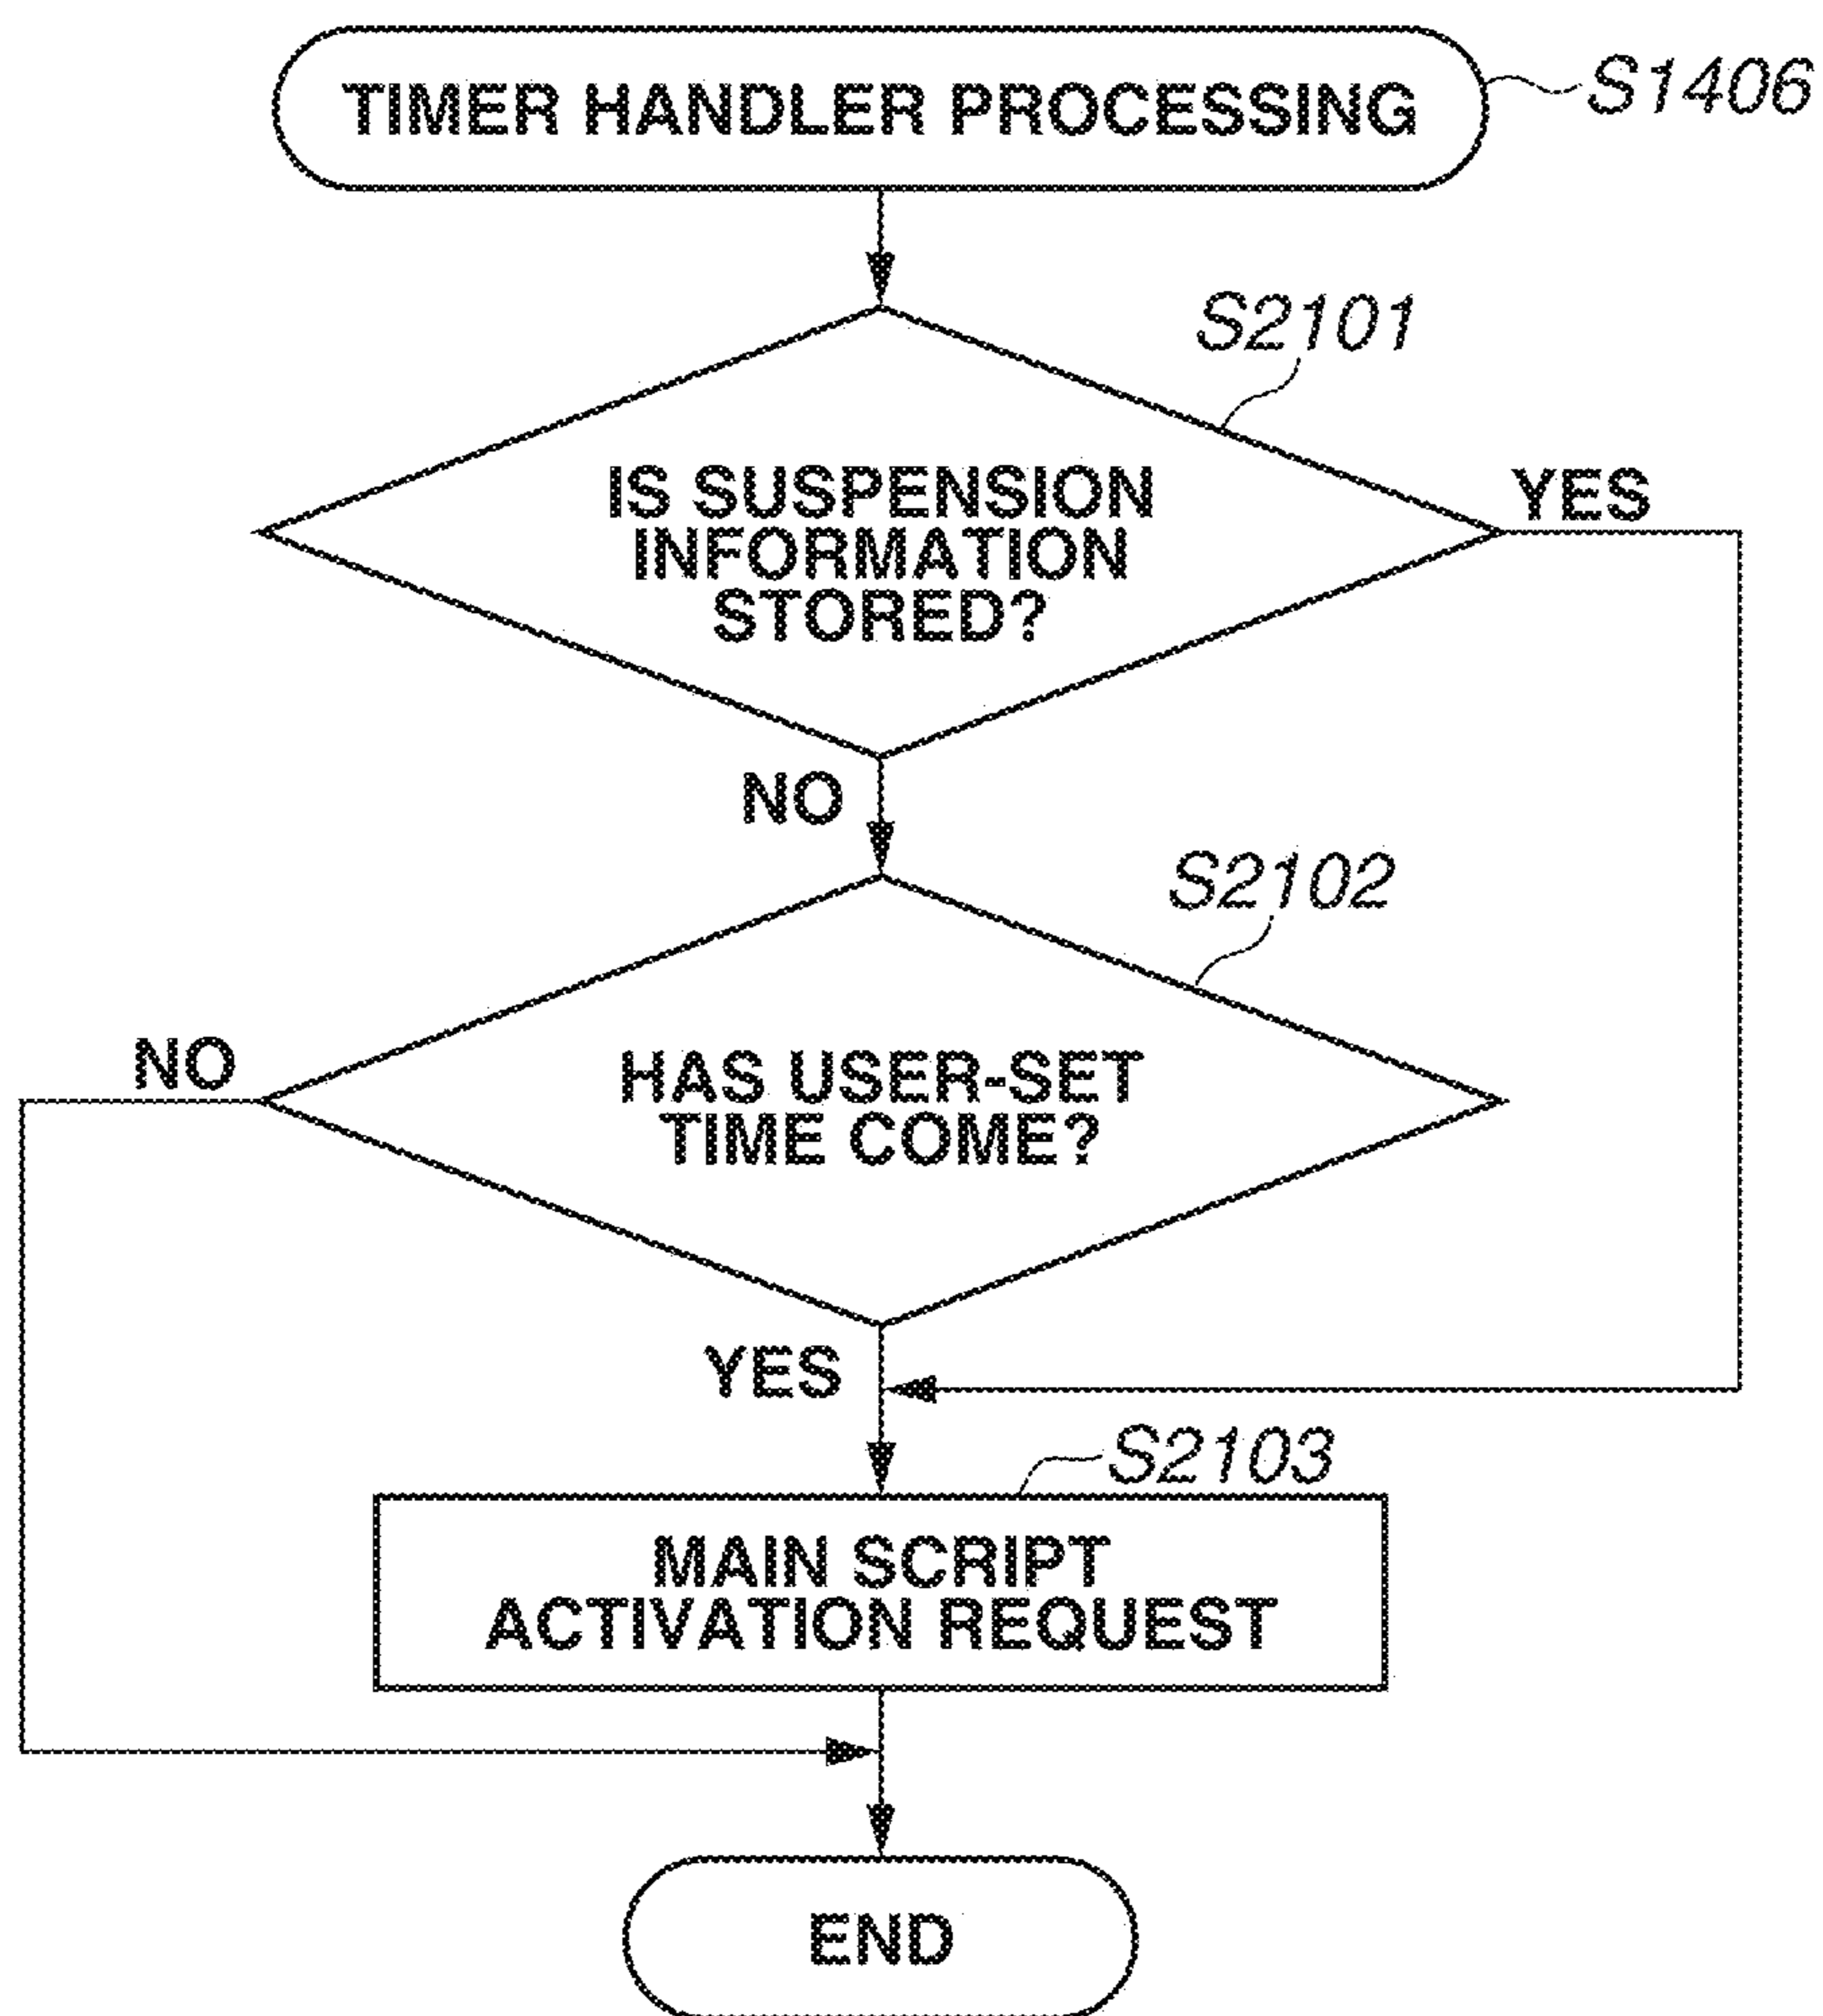 TIMER HANDLER PROCESSING
S1406
S2101
IS SUSPENSION
INFORMATION
STORED?
YES
NO
S2102
HAS USER-SET
TIME COME?
NO
YES
S2103
MAIN SCRIPT
ACTIVATION REQUEST
END